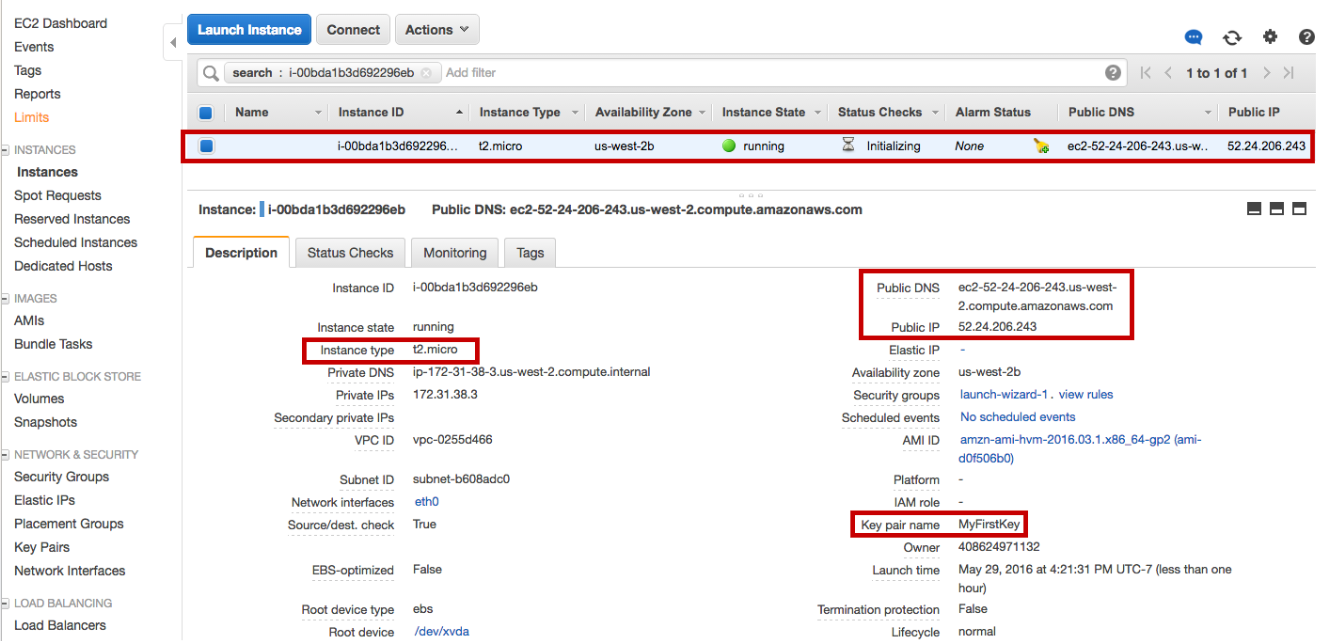 EC2 Dashboard
Events
Tags
Reports
Limits
INSTANCES
Instances
Spot Requests
Reserved Instances
Scheduled Instances
Dedicated Hosts
IMAGES
AMIs
Bundle Tasks
ELASTIC BLOCK STORE
Volumes
Snapshots
NETWORK & SECURITY
Security Groups
Elastic IPs
Placement Groups
Key Pairs
Network Interfaces
LOAD BALANCING
Load Balancers
Launch Instance Connect Actions
search : i-00bda1b3d692296eb Add filter 1 to 1 of 1
Name Instance ID Instance Type Availability Zone Instance State Status Checks Alarm Status Public DNS Public IP
i-00bda1b3d692296... t2.micro us-west-2b running Initializing None ec2-52-24-206-243.us-w.. 52.24.206.243
Instance: i-00bda1b3d692296eb Public DNS: ec2-52-24-206-243.us-west-2.compute.amazonaws.com
Description Status Checks Monitoring Tags
Instance ID i-00bda1b3d692296eb
Instance state running
Instance type t2.micro
Private DNS ip-172-31-38-3.us-west-2.compute.internal
Private IPs 172.31.38.3
Secondary private IPs
VPC ID vpc-0255d466
Subnet ID subnet-b608adc0
Network interfaces eth0
Source/dest. check True
EBS-optimized False
Root device type ebs
Root device /dev/xvda
Public DNS ec2-52-24-206-243.us-west-
2.compute.amazonaws.com
Public IP 52.24.206.243
Elastic IP -
Availability zone us-west-2b
Security groups launch-wizard-1. view rules
Scheduled events No scheduled events
AMI ID amzn-ami-hvm-2016.03.1.x86_64-gp2 (ami-
d0f506b0)
Platform -
IAM role -
Key pair name MyFirstKey
Owner 408624971132
Launch time May 29, 2016 at 4:21:31 PM UTC-7 (less than one
hour)
Termination protection False
Lifecycle normal